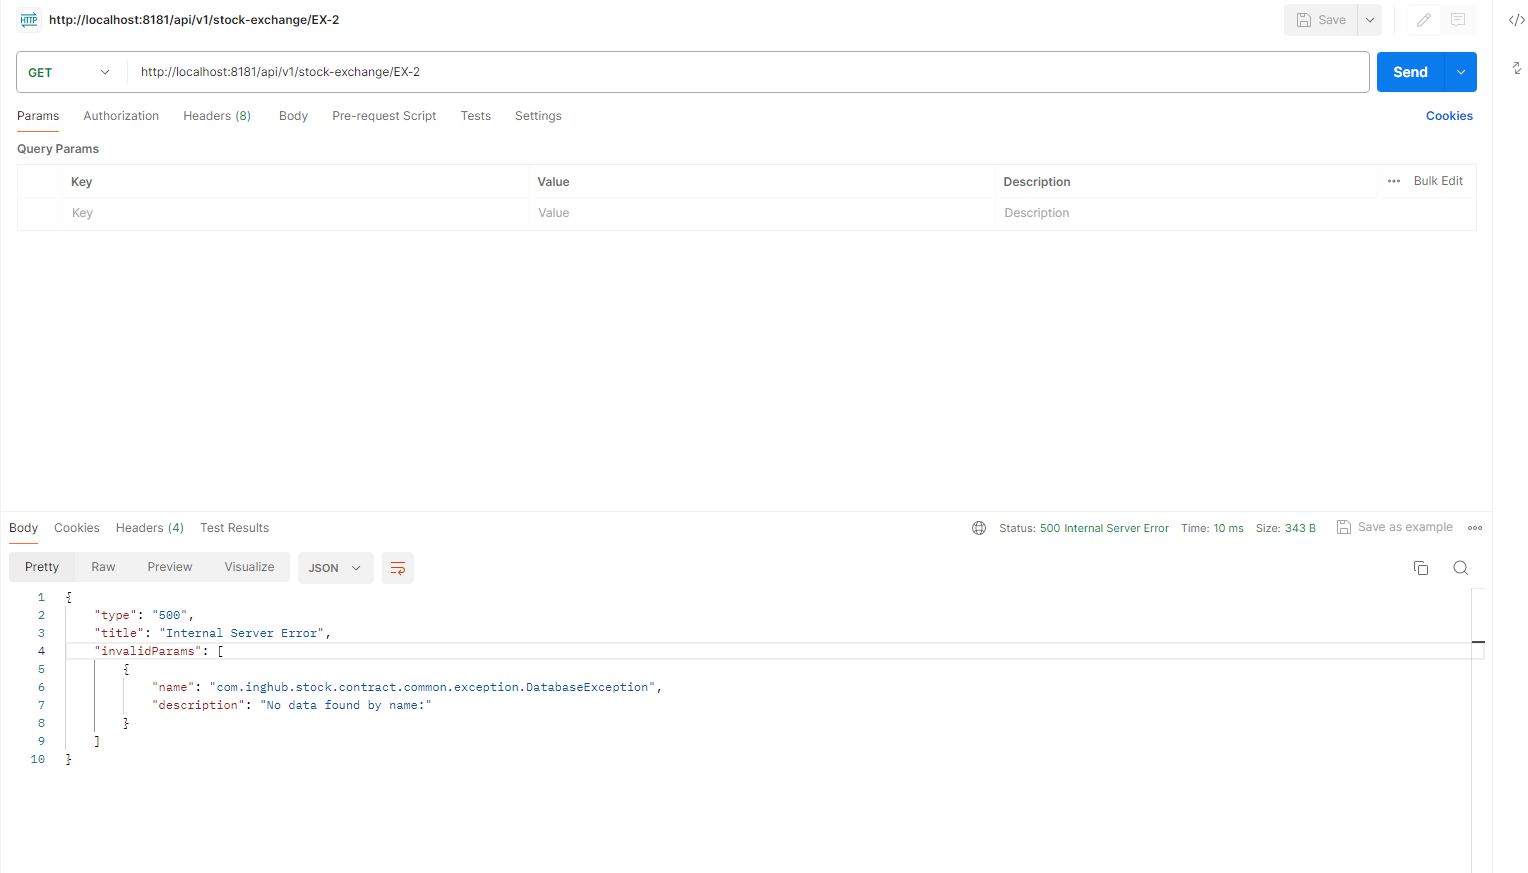 HTTP http://localhost:8181/api/v1/stock-exchange/EX-2 Save
GET http://localhost:8181/api/v1/stock-exchange/EX-2 Send
Params Authorization Headers (8) Body Pre-request Script Tests Settings Cookies
Query Params
Key Value Description ••• Bulk Edit
Key Value Description
Body Cookies Headers (4) Test Results Status: 500 Internal Server Error Time: 10 ms Size: 343 B Save as example
Pretty Raw Preview Visualize JSON
1 {
2 "type": "500",
3 "title": "Internal Server Error",
4 "invalidParams": [
5 {
6 "name": "com.inghub.stock.contract.common.exception.DatabaseException",
7 "description": "No data found by name:"
8 }
9 ]
10 }